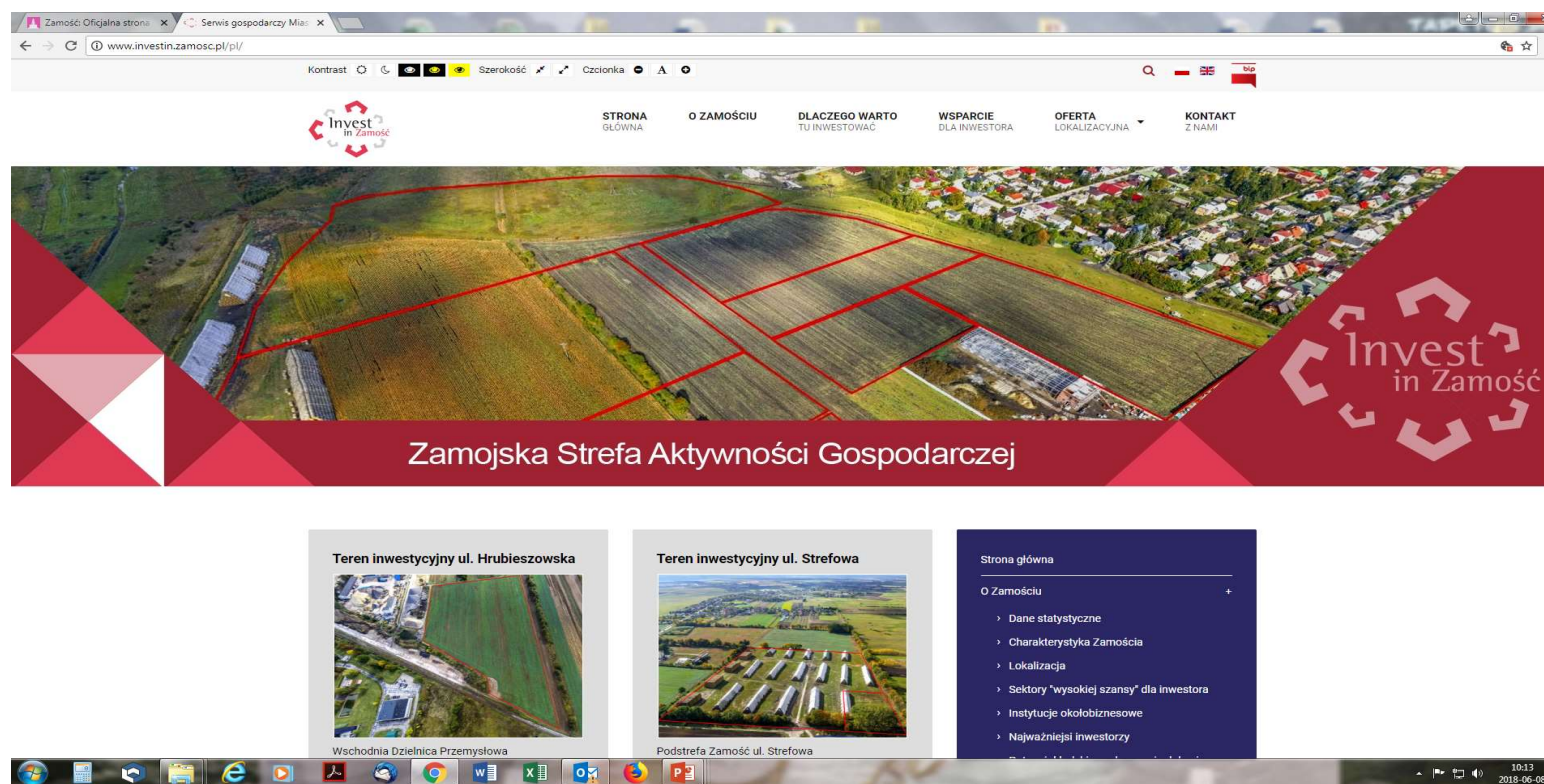 Zamość: Oficjalna strona
Serwis gospodarczy Mias
www.investin.zamosc.pl/pl/
Kontrast
Szerokość
Czcionka
A
bip
Invest
in Zamość
STRONA
GŁÓWNA
O ZAMOŚCIU
DLACZEGO WARTO
TU INWESTOWAĆ
WSPARCIE
DLA INWESTORA
OFERTA
LOKALIZACYJNA
KONTAKT
Z NAMI
Invest
in Zamość
Zamojska Strefa Aktywności Gospodarczej
Teren inwestycyjny ul. Hrubieszowska
Wschodnia Dzielnica Przemysłowa
Teren inwestycyjny ul. Strefowa
Podstrefa Zamość ul. Strefowa
Strona główna
O Zamościu +
› Dane statystyczne
› Charakterystyka Zamościa
› Lokalizacja
› Sektory "wysokiej szansy" dla inwestora
› Instytucje okołobiznesowe
› Najważniejsi inwestorzy
10:13
2018-06-08